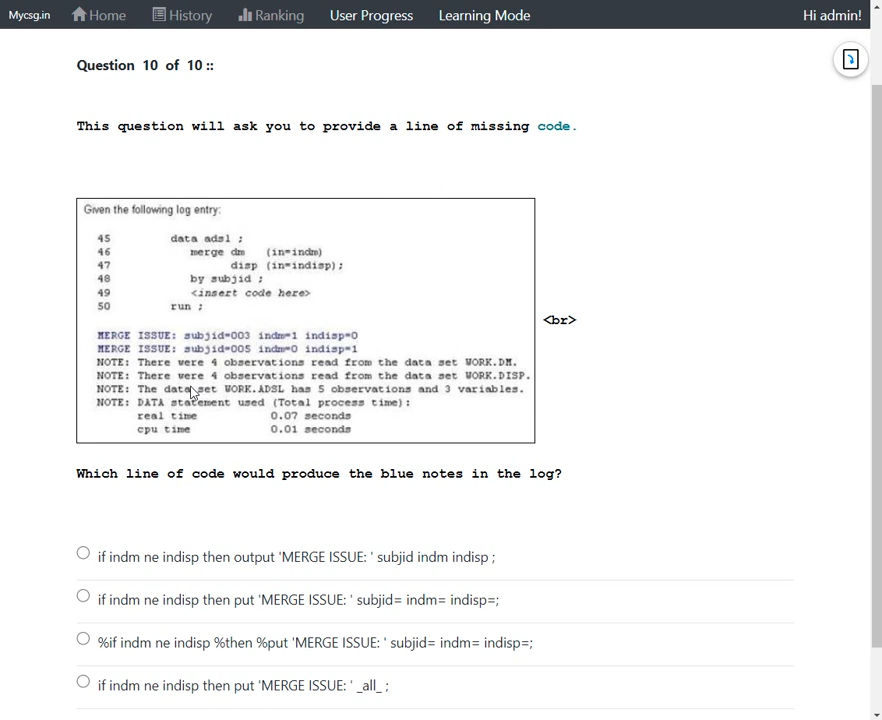 Mycsg.in Home History Ranking User Progress Learning Mode Hi admin!
Question 10 of 10 ::
This question will ask you to provide a line of missing code.
Given the following log entry:
45 data adsl ;
46 merge dm (in=indm)
47 disp (in=indisp);
48 by subjid ;
49 <insert code here>
50 run ;
<br>
MERGE ISSUE: subjid=003 indm=1 indisp=0
MERGE ISSUE: subjid=005 indm=0 indisp=1
NOTE: There were 4 observations read from the data set WORK.DM.
NOTE: There were 4 observations read from the data set WORK.DISP.
NOTE: The data set WORK.ADSL has 5 observations and 3 variables.
NOTE: DATA statement used (Total process time):
real time 0.07 seconds
cpu time 0.01 seconds
Which line of code would produce the blue notes in the log?
if indm ne indisp then output 'MERGE ISSUE: ' subjid indm indisp ;
if indm ne indisp then put 'MERGE ISSUE: ' subjid= indm= indisp=;
%if indm ne indisp %then %put 'MERGE ISSUE: ' subjid= indm= indisp=;
if indm ne indisp then put 'MERGE ISSUE: ' _all_ ;